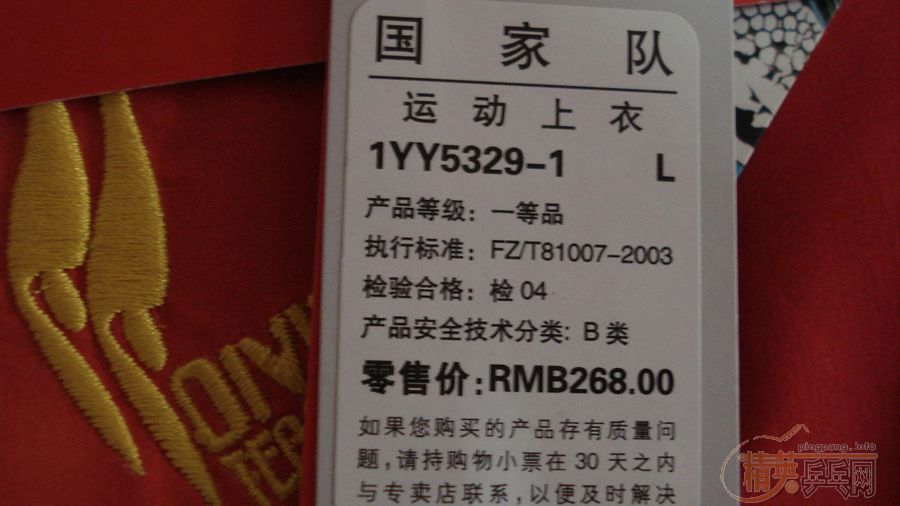 国家队
运动上衣
1YY5329-1 L
产品等级: 一等品
执行标准: FZ/T81007-2003
检验合格: 检 04
产品安全技术分类: B 类
零售价: RMB268.00
如果您购买的产品存有质量问
题,请持购物小票在 30 天之内
与专卖店联系,以便及时解决
pingpang.info
精英乒乓网